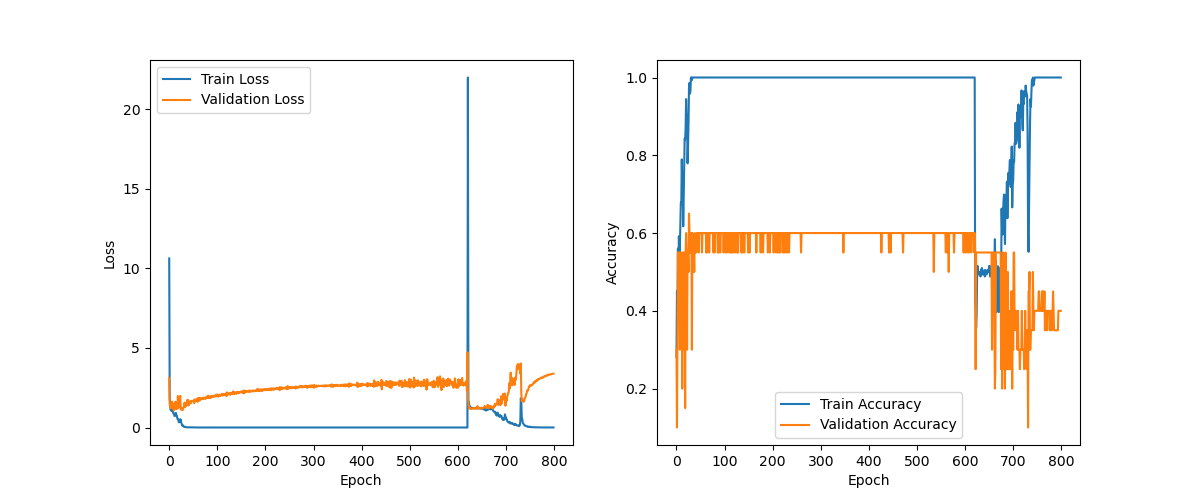 Train Loss
Validation Loss
20
15
10
5
0
Loss
0 100 200 300 400 500 600 700 800
Epoch
1.0
0.8
0.6
0.4
0.2
Accuracy
Train Accuracy
Validation Accuracy
0 100 200 300 400 500 600 700 800
Epoch